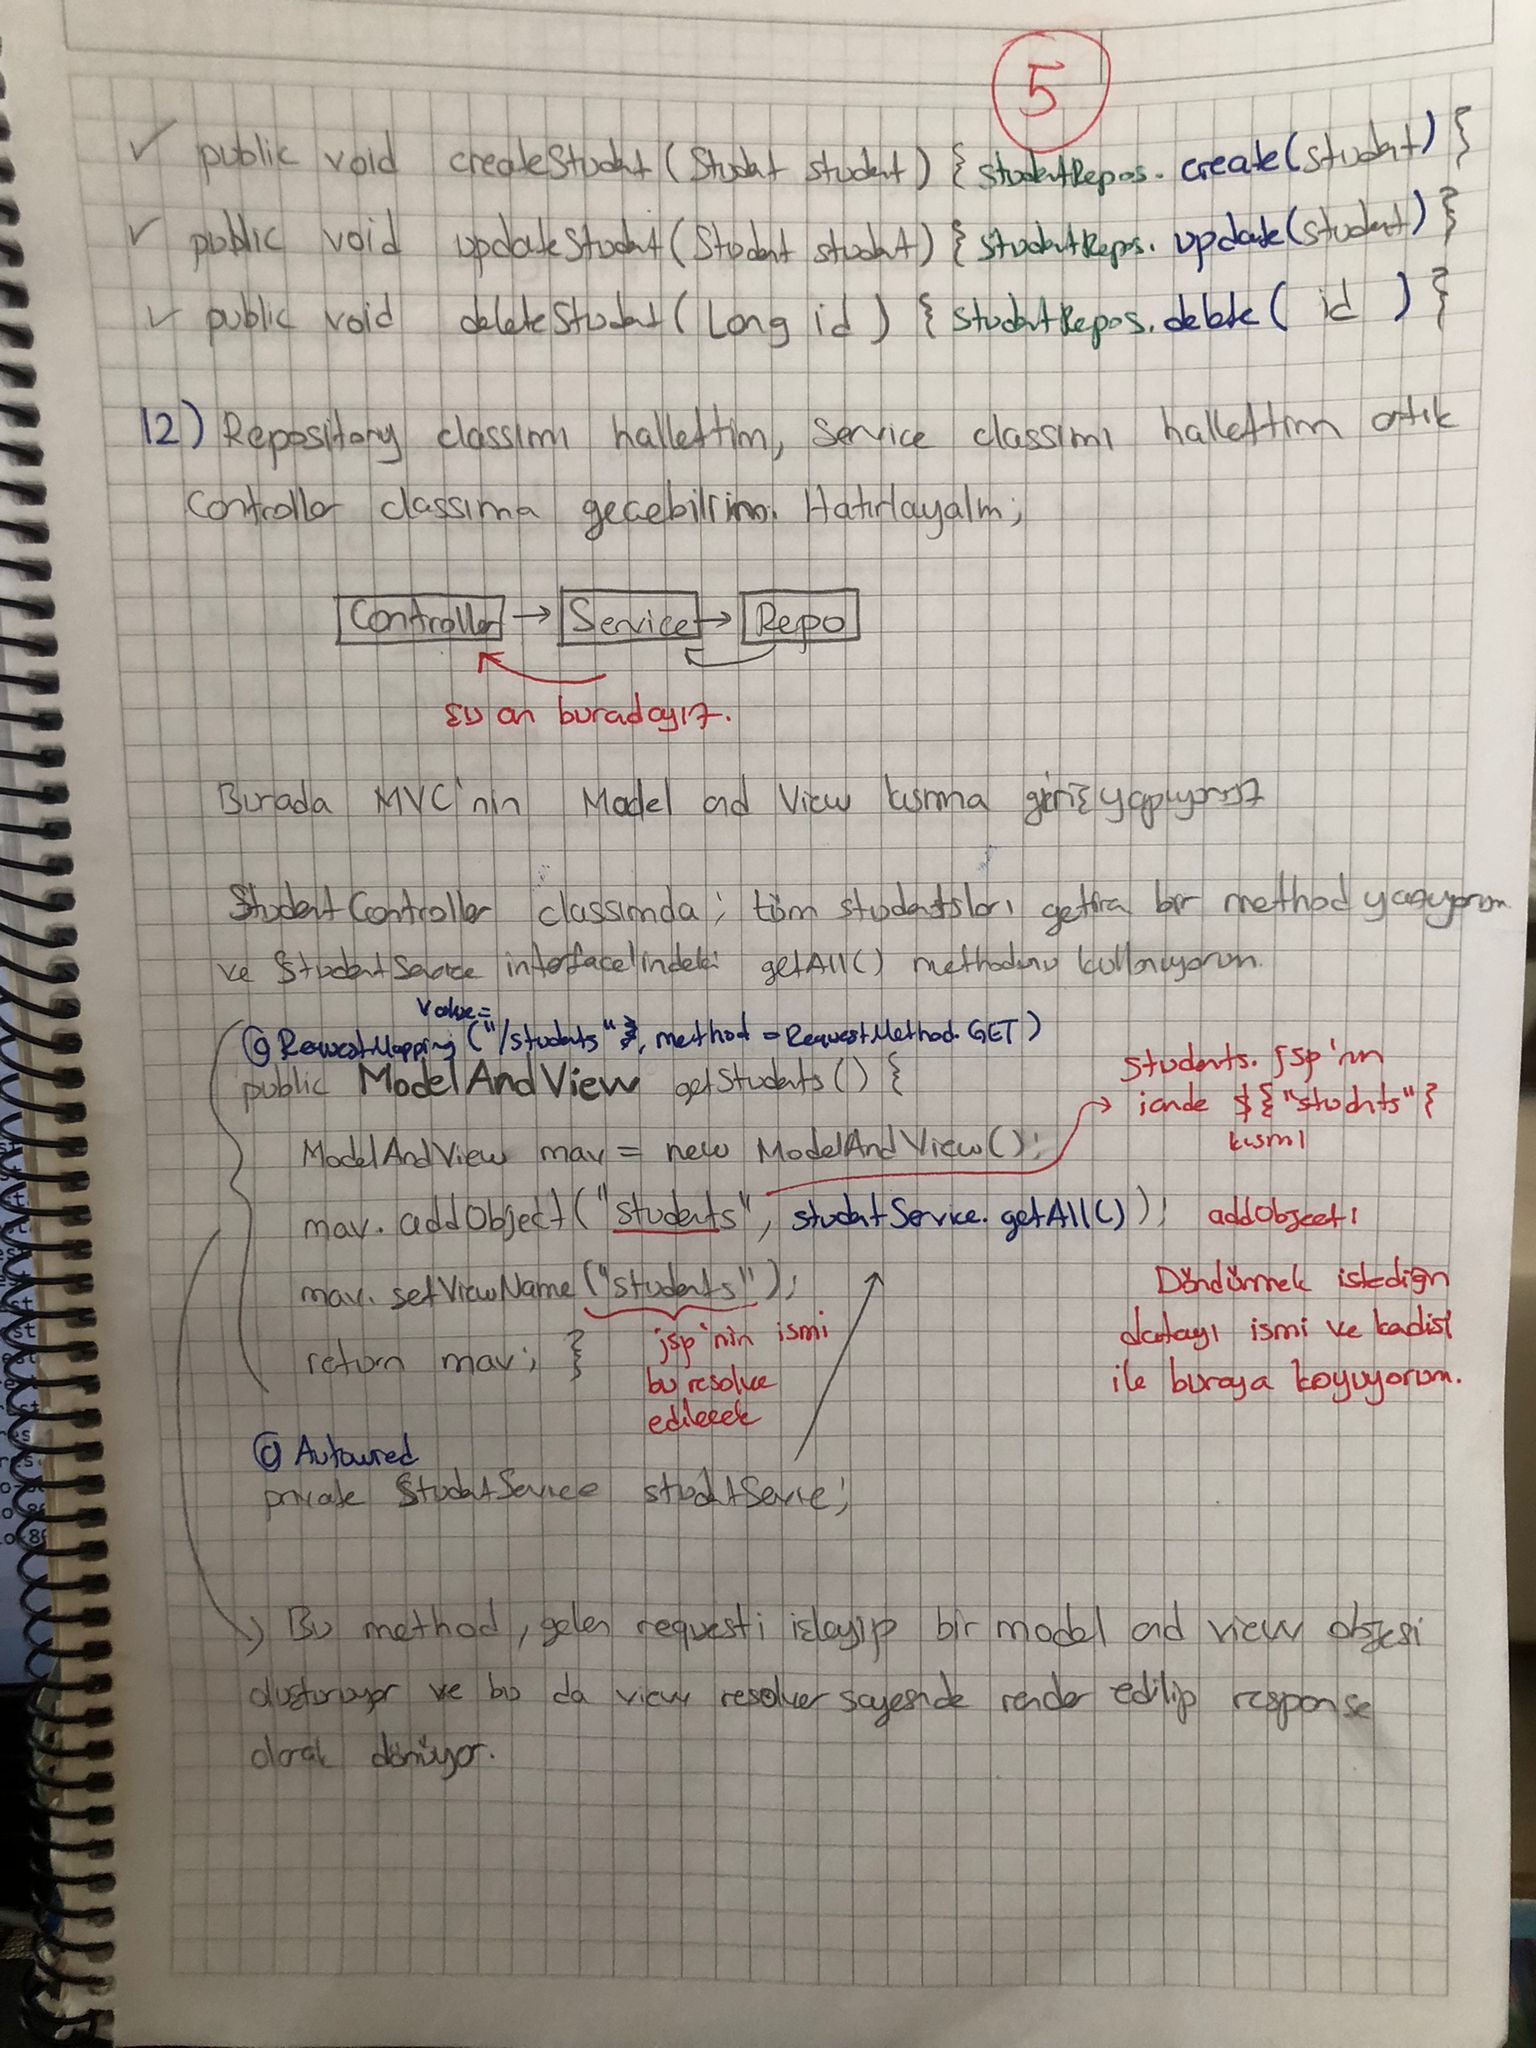 5
✓ public void createStudent (Student student) { studentRepos. create(student) }
✓ public void updateStudent (Student student) { studentRepos. update(student) }
✓ public void deleteStudent (Long id) { studentRepos. delete( id ) }
12) Repository classımı hallettim, service classımı hallettim artık
Controller classıma geçebilirim. Hatırlayalım;
Controller → Service → Repo
Şu an buradayız.
Burada MVC'nin Model and View kısmına giriş yapıyoruz
StudentController classımda; tüm studentsları getiren bir method yazıyorum
ve StudentService interface'indeki getAll() methodunu kullanıyorum.
value=
@RequestMapping ("/students"}, method = RequestMethod.GET)
public ModelAndView getStudents() {
students.jsp'nin
içinde ${"students"}
kısmı
ModelAndView mav = new ModelAndView();
mav. addObject("students", studentService. getAll());
addObject:
mav. setViewName("students");
Döndürmek istediğin
jsp'nin ismi
datayı ismi ve kendisi
return mav; }
bu resolve
ile buraya koyuyorum.
edilecek
@Autowired
private StudentService studentService;
Bu method, gelen requesti işleyip bir model and view objesi
oluşturuyor ve bu da view resolver sayesinde render edilip response
olarak dönüyor.